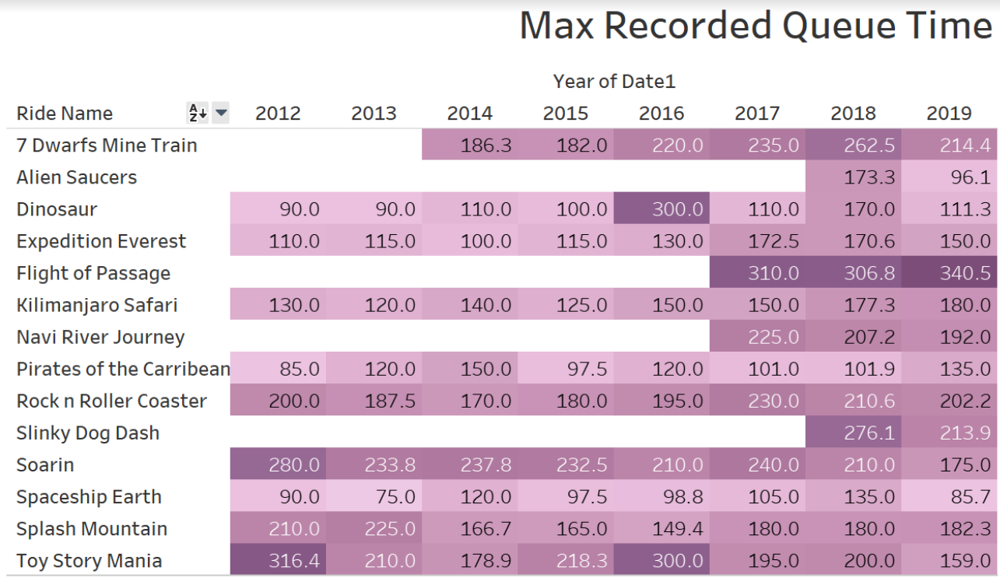 Max Recorded Queue Time
Year of Date1
Ride Name 2012 2013 2014 2015 2016 2017 2018 2019
7 Dwarfs Mine Train 186.3 182.0 220.0 235.0 262.5 214.4
Alien Saucers 173.3 96.1
Dinosaur 90.0 90.0 110.0 100.0 300.0 110.0 170.0 111.3
Expedition Everest 110.0 115.0 100.0 115.0 130.0 172.5 170.6 150.0
Flight of Passage 310.0 306.8 340.5
Kilimanjaro Safari 130.0 120.0 140.0 125.0 150.0 150.0 177.3 180.0
Navi River Journey 225.0 207.2 192.0
Pirates of the Carribean 85.0 120.0 150.0 97.5 120.0 101.0 101.9 135.0
Rock n Roller Coaster 200.0 187.5 170.0 180.0 195.0 230.0 210.6 202.2
Slinky Dog Dash 276.1 213.9
Soarin 280.0 233.8 237.8 232.5 210.0 240.0 210.0 175.0
Spaceship Earth 90.0 75.0 120.0 97.5 98.8 105.0 135.0 85.7
Splash Mountain 210.0 225.0 166.7 165.0 149.4 180.0 180.0 182.3
Toy Story Mania 316.4 210.0 178.9 218.3 300.0 195.0 200.0 159.0